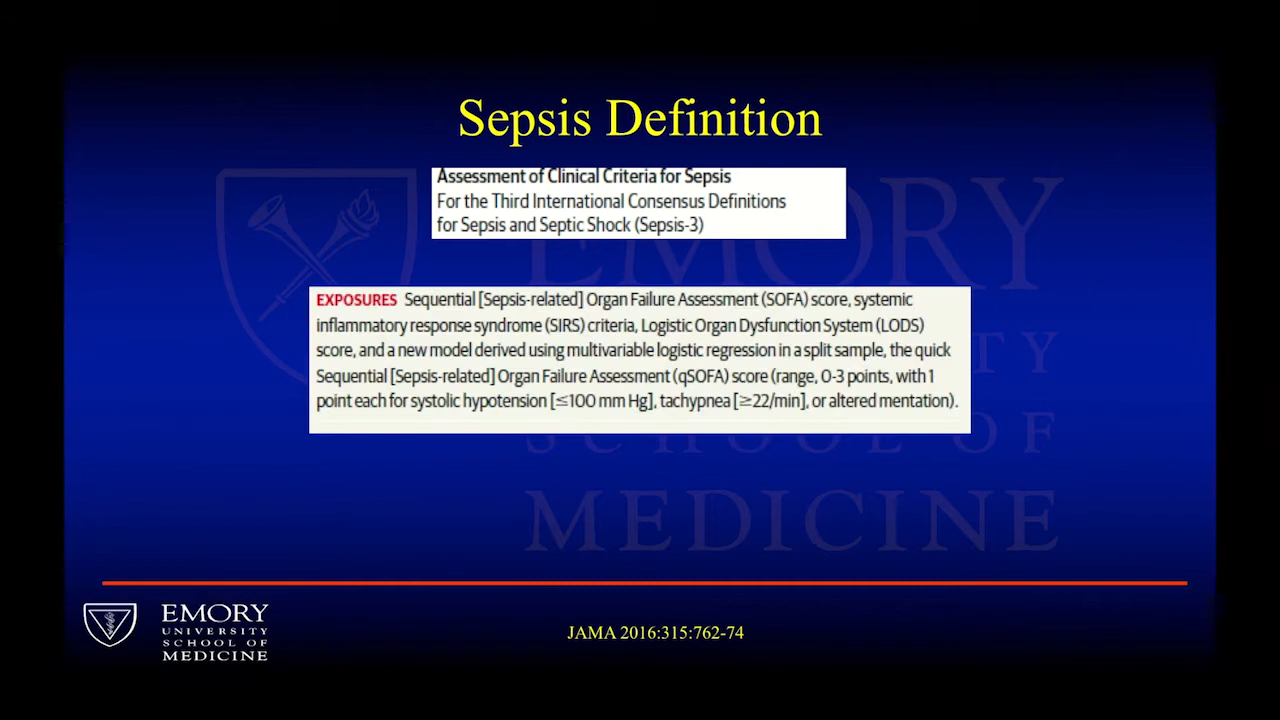 Sepsis Definition
Assessment of Clinical Criteria for Sepsis
For the Third International Consensus Definitions
for Sepsis and Septic Shock (Sepsis-3)
EXPOSURES Sequential [Sepsis-related] Organ Failure Assessment (SOFA) score, systemic
inflammatory response syndrome (SIRS) criteria, Logistic Organ Dysfunction System (LODS)
score, and a new model derived using multivariable logistic regression in a split sample, the quick
Sequential [Sepsis-related] Organ Failure Assessment (qSOFA) score (range, 0-3 points, with 1
point each for systolic hypotension [≤100 mm Hg], tachypnea [≥22/min], or altered mentation).
EMORY
SCHOOL OF
MEDICINE
EMORY
UNIVERSITY
SCHOOL OF
MEDICINE
JAMA 2016:315:762-74